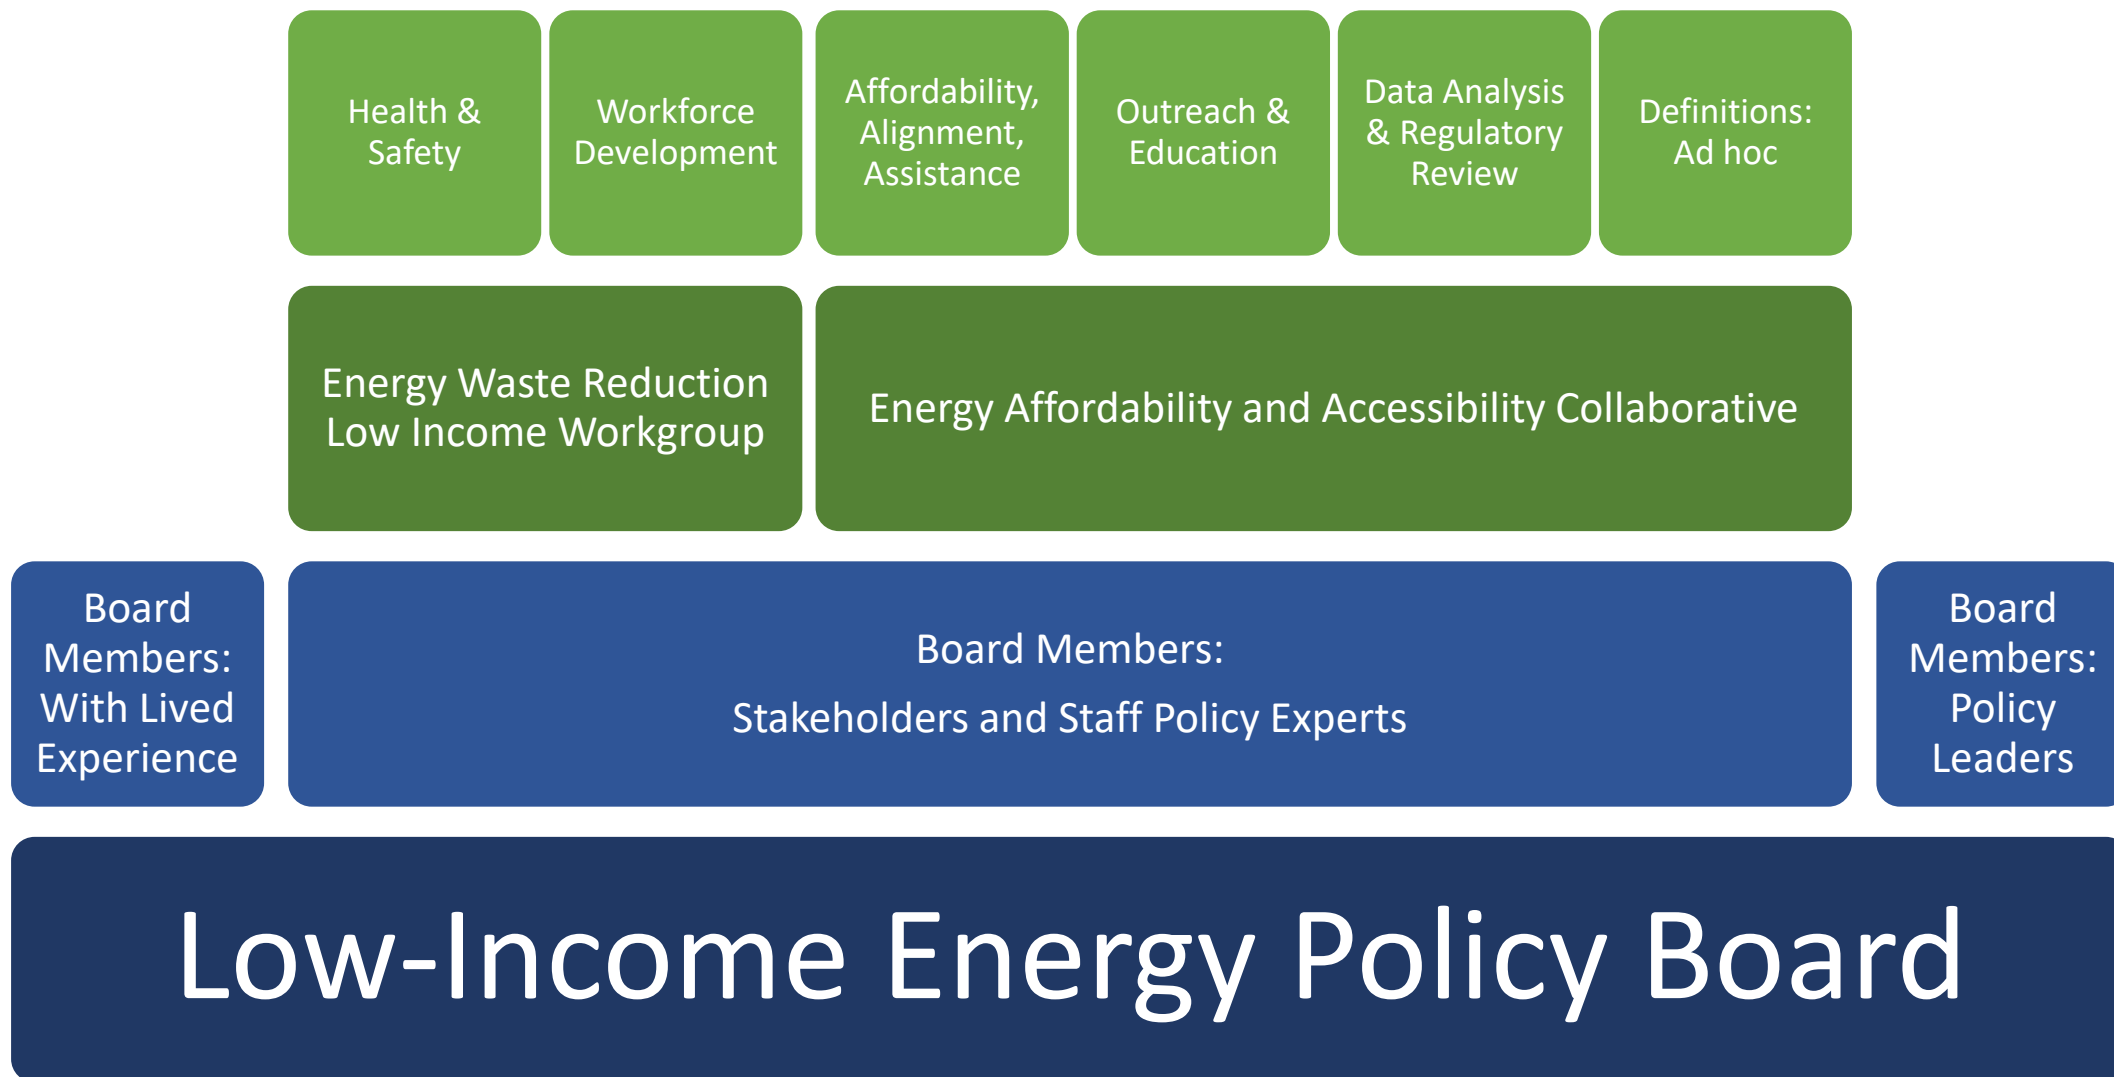 Health &
Safety
Workforce
Development
Affordability,
Alignment,
Assistance
Outreach &
Education
Data Analysis
& Regulatory
Review
Definitions:
Ad hoc
Energy Waste Reduction
Low Income Workgroup
Energy Affordability and Accessibility Collaborative
Board
Members:
With Lived
Experience
Board Members:
Stakeholders and Staff Policy Experts
Board
Members:
Policy
Leaders
Low-Income Energy Policy Board